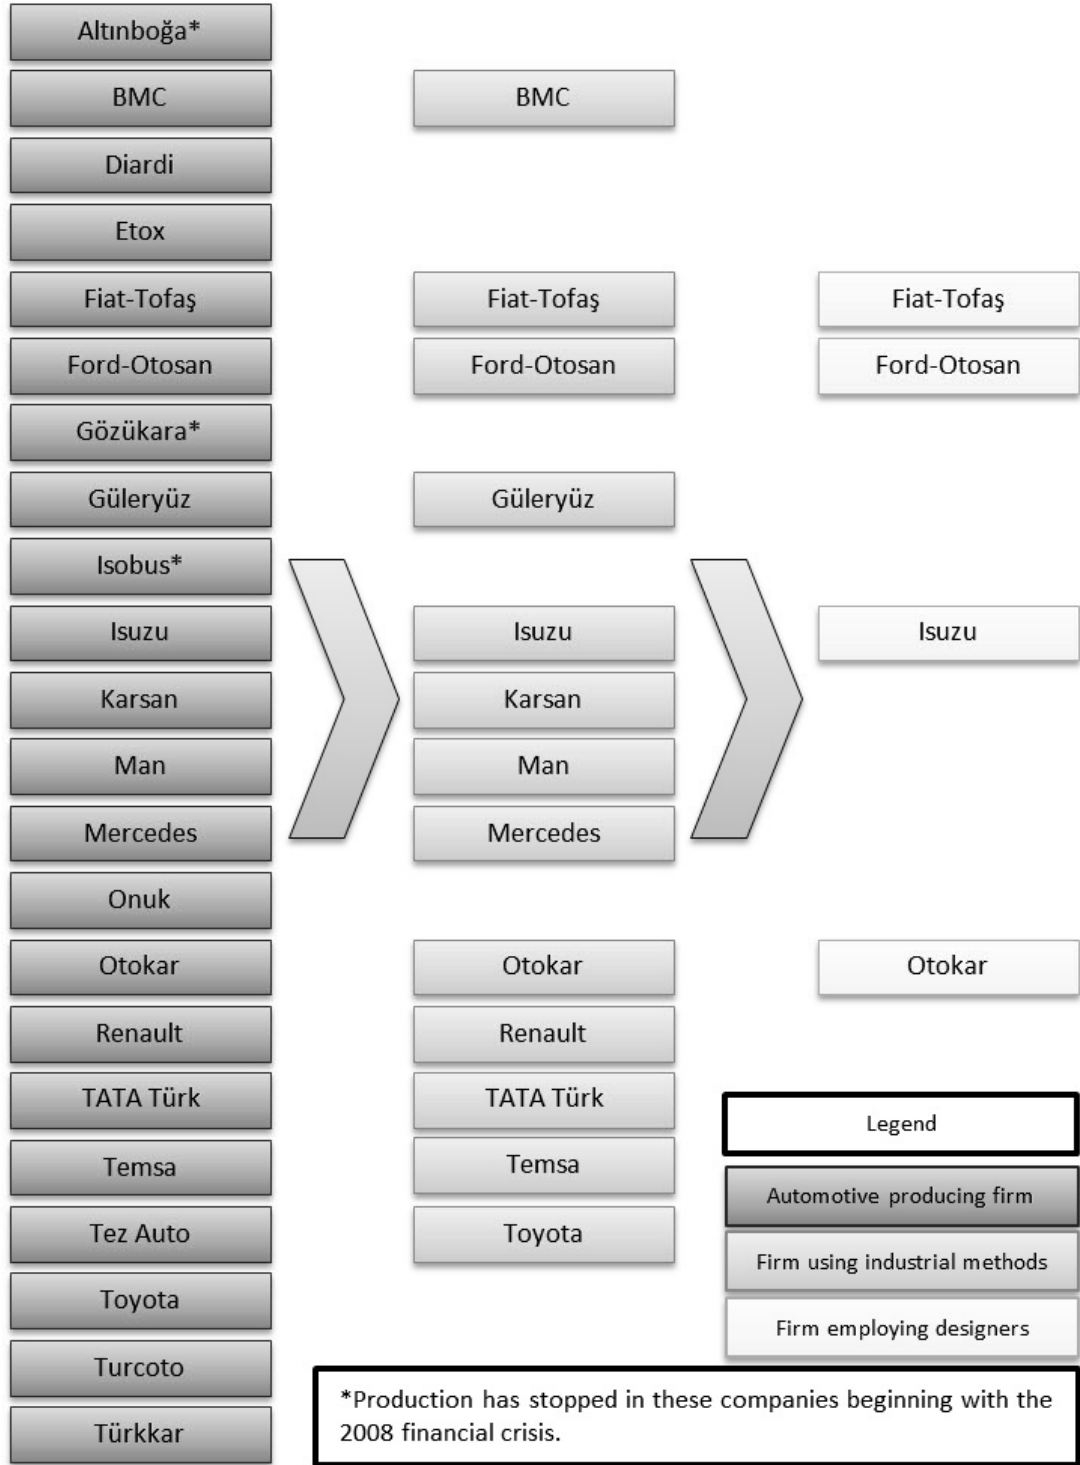 Altınboğa*
BMC
Diardi
Etox
Fiat-Tofaş
Ford-Otosan
Gözükara*
Güleryüz
Isobus*
Isuzu
Karsan
Man
Mercedes
Onuk
Otokar
Renault
TATA Türk
Temsa
Tez Auto
Toyota
Turcoto
Türkkar
BMC
Fiat-Tofaş
Ford-Otosan
Güleryüz
Isuzu
Karsan
Man
Mercedes
Otokar
Renault
TATA Türk
Temsa
Toyota
Fiat-Tofaş
Ford-Otosan
Isuzu
Otokar
Legend
Automotive producing firm
Firm using industrial methods
Firm employing designers
*Production has stopped in these companies beginning with the
2008 financial crisis.